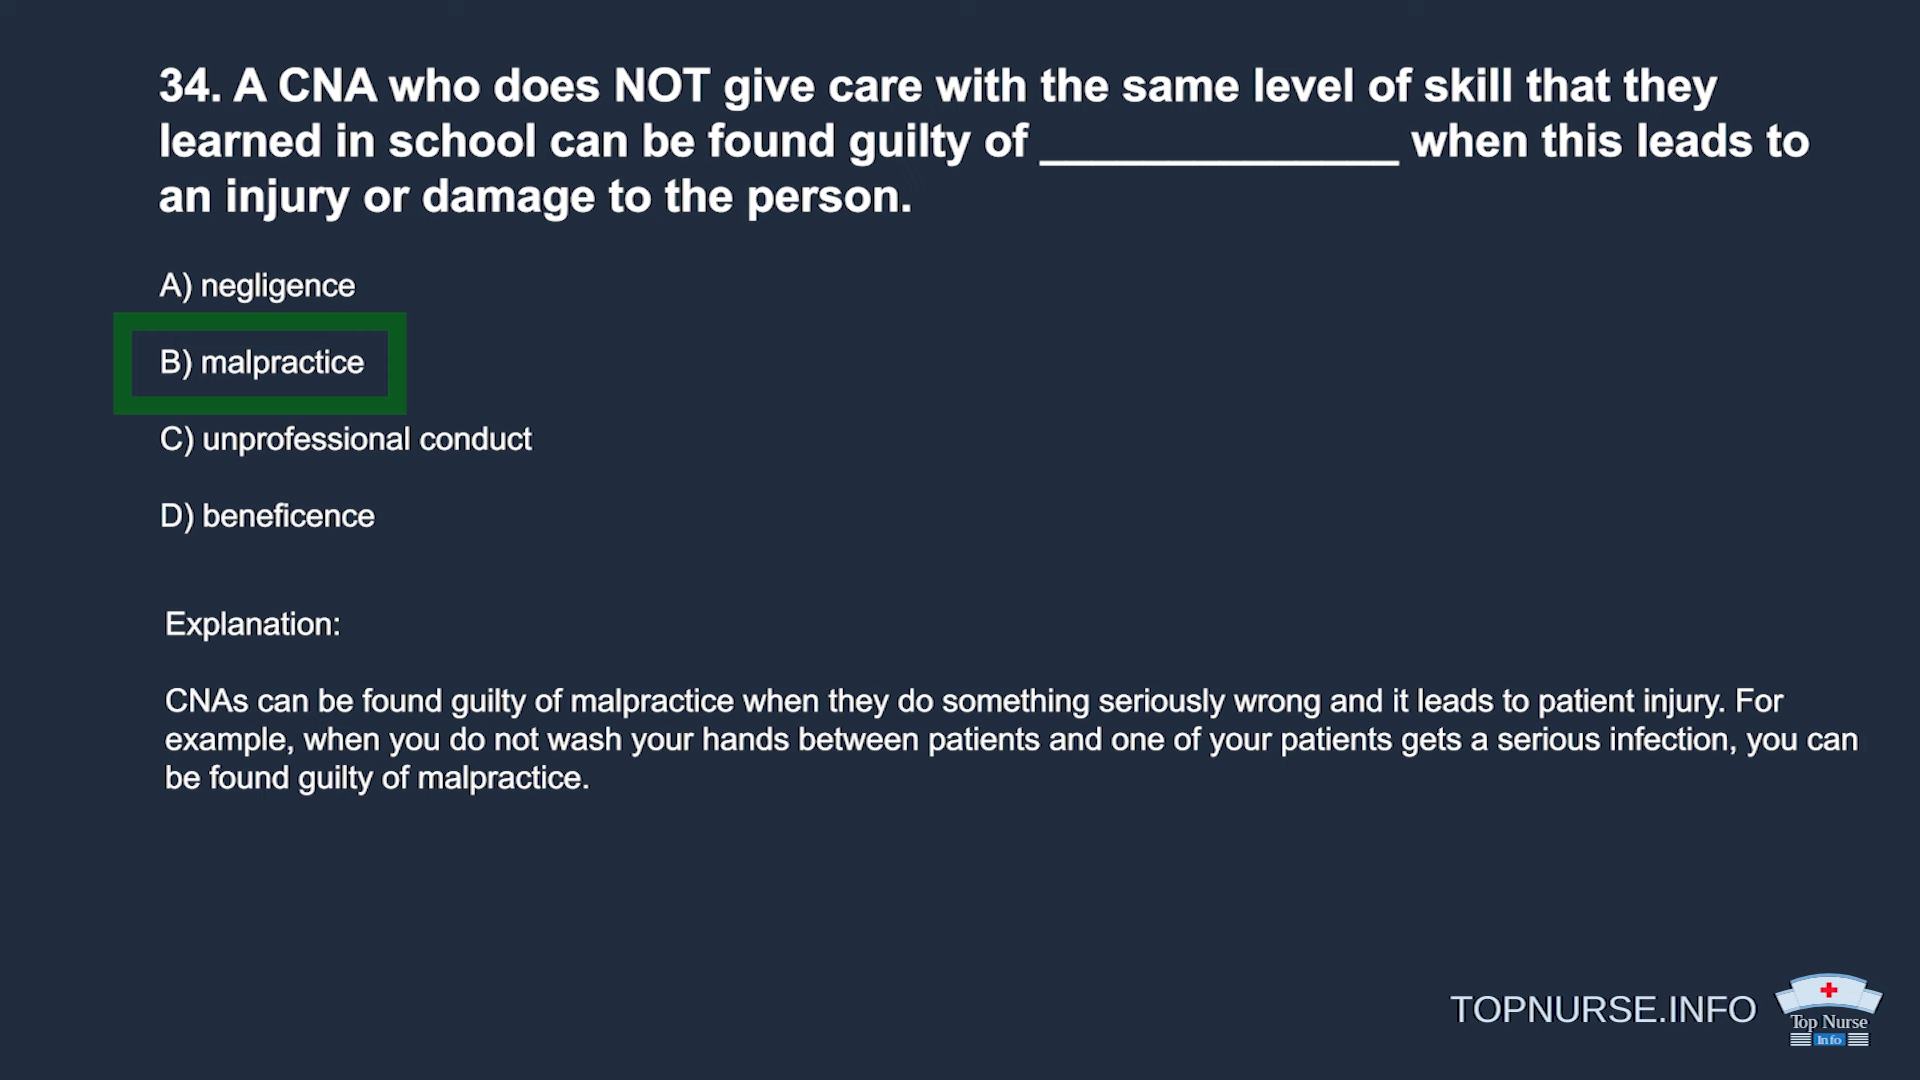 34. A CNA who does NOT give care with the same level of skill that they
learned in school can be found guilty of ______________ when this leads to
an injury or damage to the person.
A) negligence
B) malpractice
C) unprofessional conduct
D) beneficence
Explanation:
CNAs can be found guilty of malpractice when they do something seriously wrong and it leads to patient injury. For
example, when you do not wash your hands between patients and one of your patients gets a serious infection, you can
be found guilty of malpractice.
TOPNURSE.INFO
Top Nurse
Info